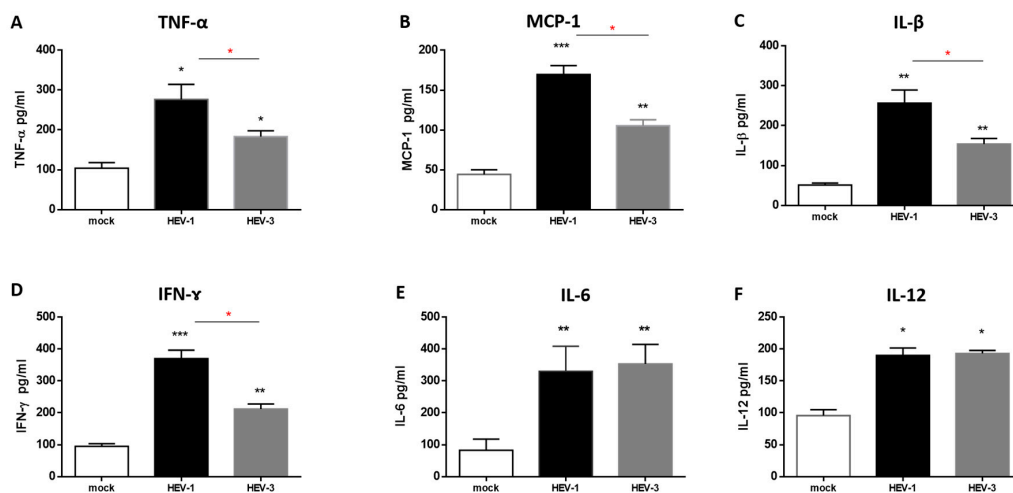 A
TNF-α
TNF-α pg/ml
400
300
200
100
0
*
*
*
mock
HEV-1
HEV-3
B
MCP-1
MCP-1 pg/ml
200
150
100
50
0
***
**
*
mock
HEV-1
HEV-3
C
IL-β
IL-β pg/ml
400
300
200
100
0
**
**
*
mock
HEV-1
HEV-3
D
IFN-ɤ
IFN-γ pg/ml
500
400
300
200
100
0
***
**
*
mock
HEV-1
HEV-3
E
IL-6
IL-6 pg/ml
500
400
300
200
100
0
**
**
mock
HEV-1
HEV-3
F
IL-12
IL-12 pg/ml
250
200
150
100
50
0
*
*
mock
HEV-1
HEV-3